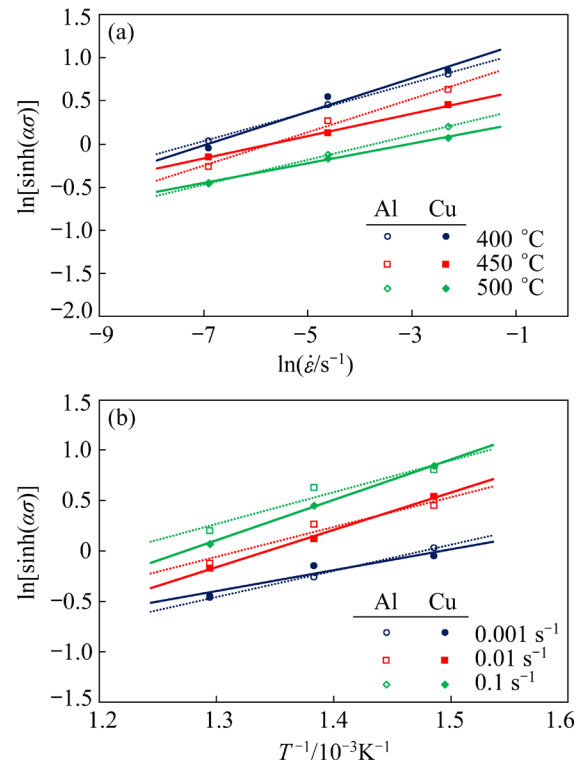 (a)
1.5
1.0
0.5
0
−0.5
−1.0
−1.5
−2.0
ln[sinh(ασ)]
Al Cu
400 °C
450 °C
500 °C
−9 −7 −5 −3 −1
ln(ε̇/s⁻¹)
(b)
1.5
1.0
0.5
0
−0.5
−1.0
−1.5
ln[sinh(ασ)]
Al Cu
0.001 s⁻¹
0.01 s⁻¹
0.1 s⁻¹
1.2 1.3 1.4 1.5 1.6
T⁻¹/10⁻³K⁻¹